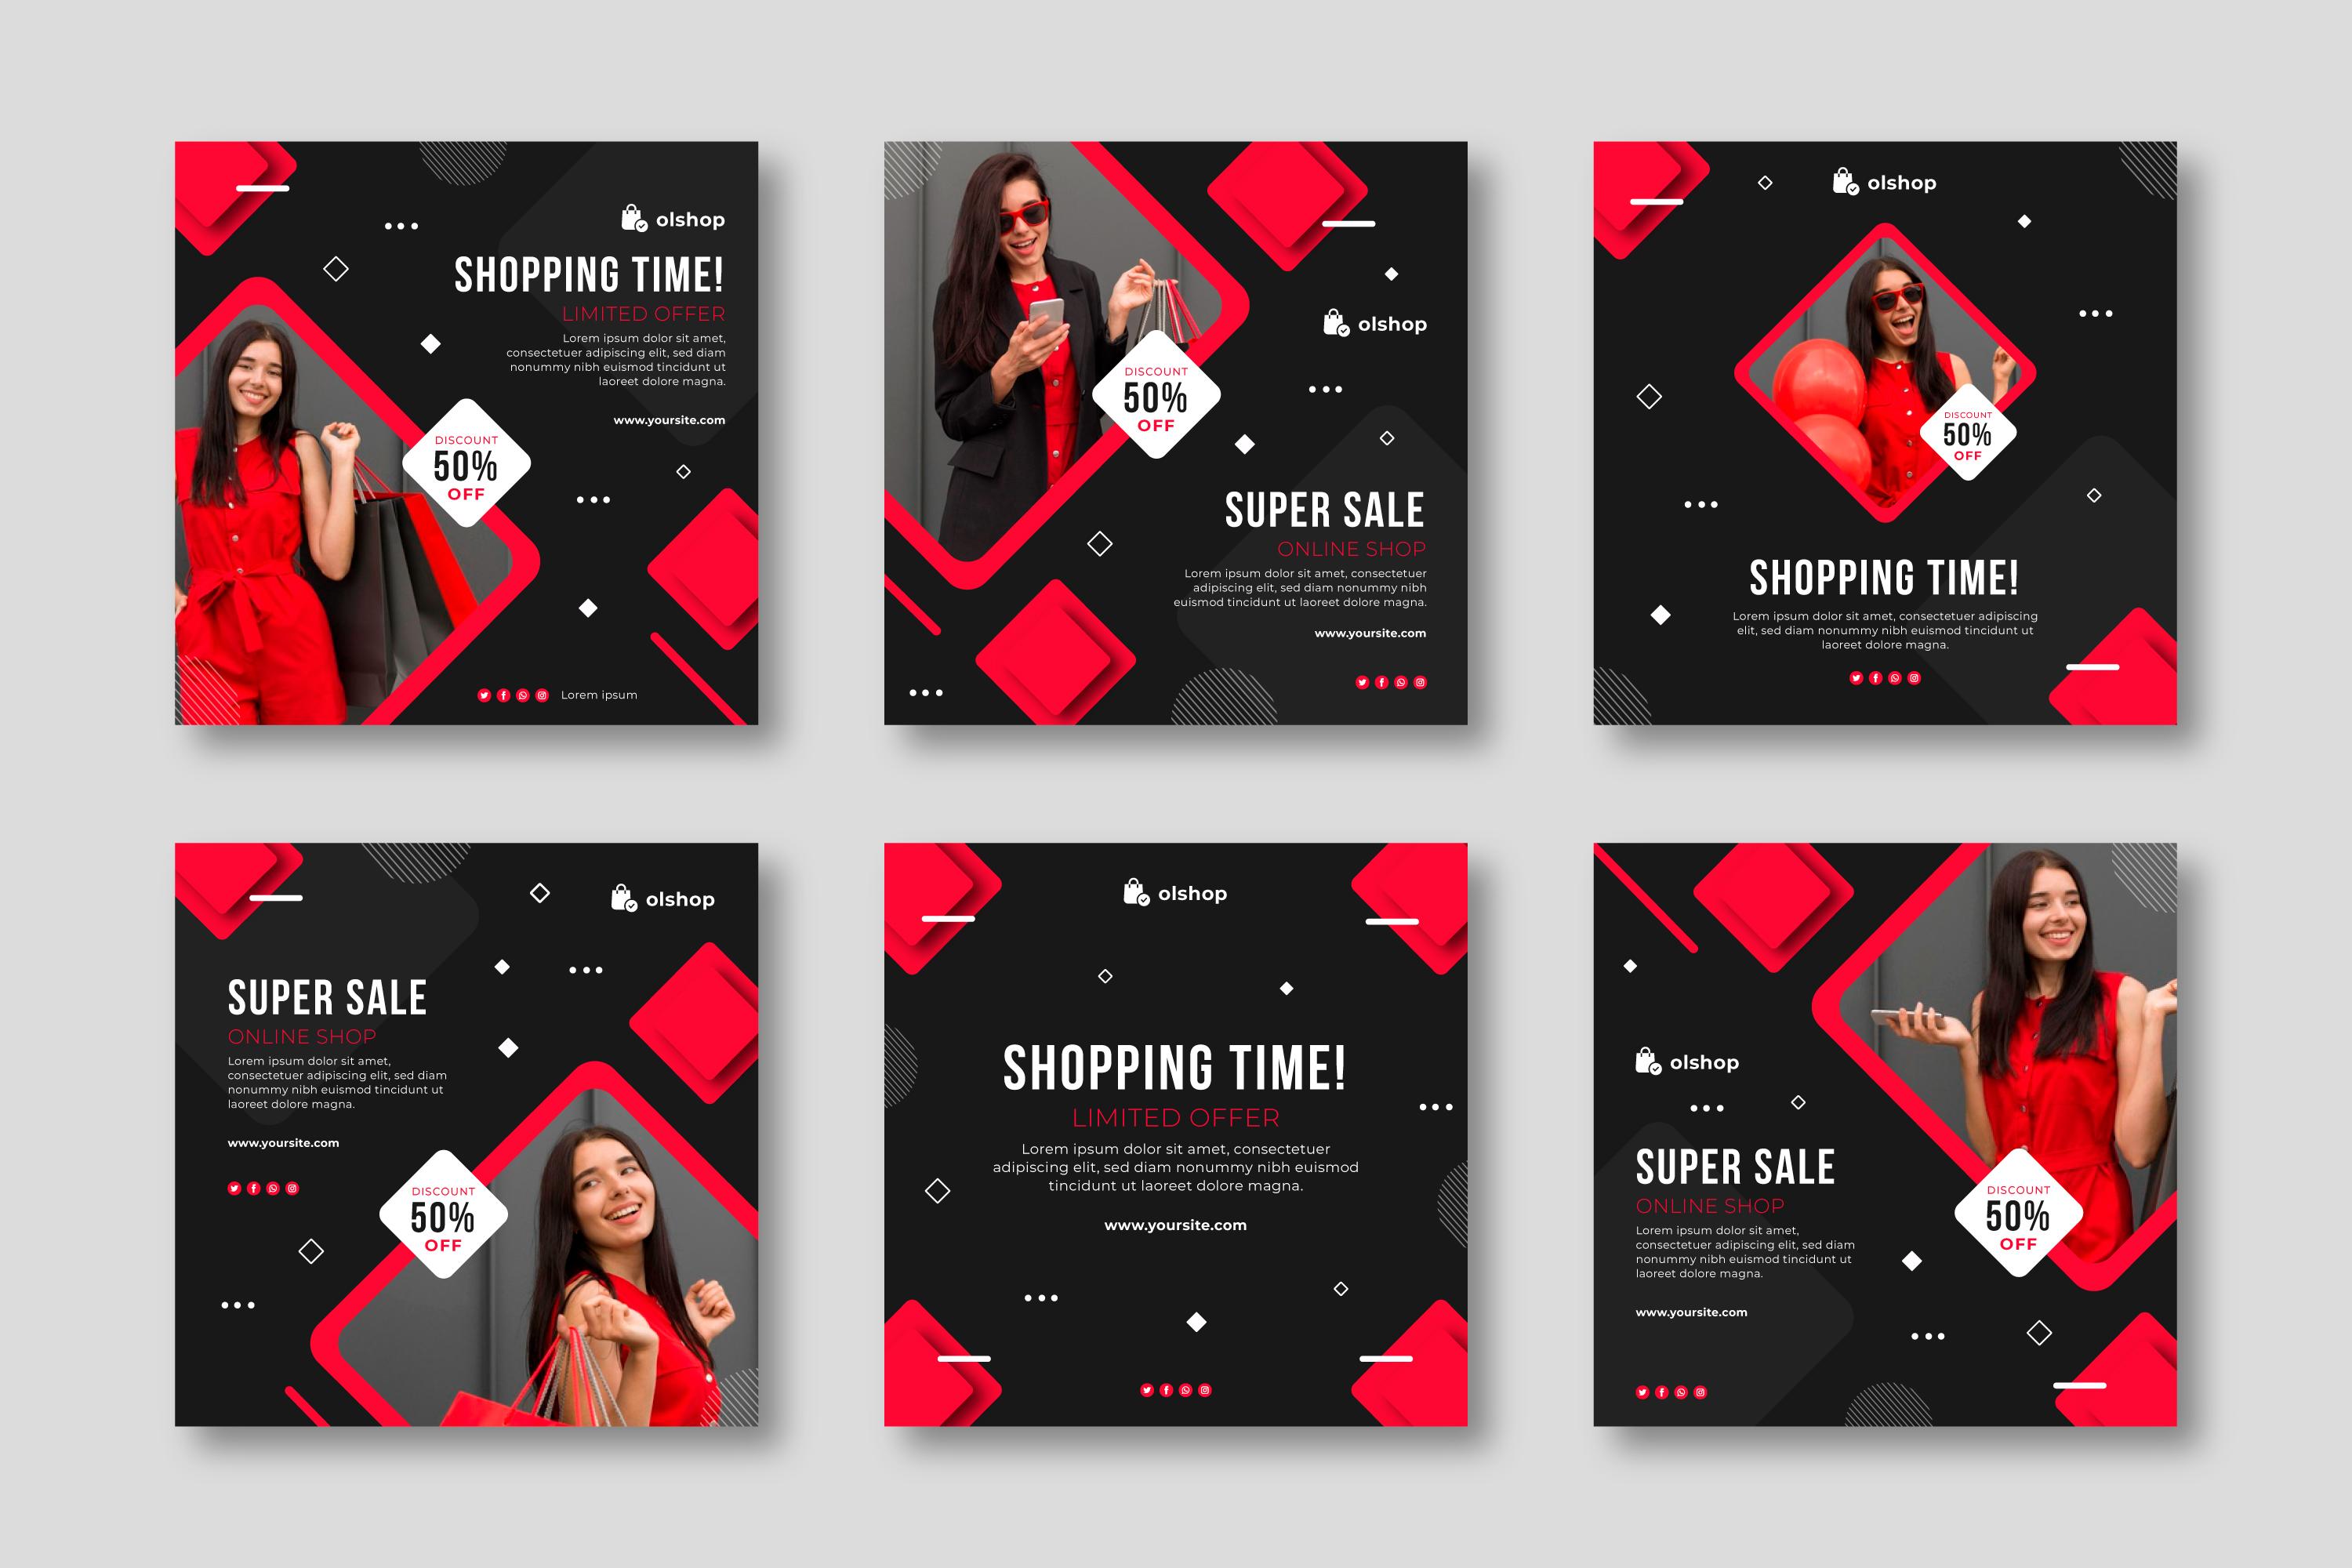 olshop
SHOPPING TIME!
LIMITED OFFER
Lorem ipsum dolor sit amet,
consectetuer adipiscing elit, sed diam
nonummy nibh euismod tincidunt ut
laoreet dolore magna.
www.yoursite.com
DISCOUNT
50%
OFF
Lorem ipsum
olshop
DISCOUNT
50%
OFF
SUPER SALE
ONLINE SHOP
Lorem ipsum dolor sit amet, consectetuer
adipiscing elit, sed diam nonummy nibh
euismod tincidunt ut laoreet dolore magna.
www.yoursite.com
olshop
DISCOUNT
50%
OFF
SHOPPING TIME!
Lorem ipsum dolor sit amet, consectetuer adipiscing
elit, sed diam nonummy nibh euismod tincidunt ut
laoreet dolore magna.
olshop
SUPER SALE
ONLINE SHOP
Lorem ipsum dolor sit amet,
consectetuer adipiscing elit, sed diam
nonummy nibh euismod tincidunt ut
laoreet dolore magna.
www.yoursite.com
DISCOUNT
50%
OFF
olshop
SHOPPING TIME!
LIMITED OFFER
Lorem ipsum dolor sit amet, consectetuer
adipiscing elit, sed diam nonummy nibh euismod
tincidunt ut laoreet dolore magna.
www.yoursite.com
olshop
SUPER SALE
ONLINE SHOP
Lorem ipsum dolor sit amet,
consectetuer adipiscing elit, sed diam
nonummy nibh euismod tincidunt ut
laoreet dolore magna.
www.yoursite.com
DISCOUNT
50%
OFF